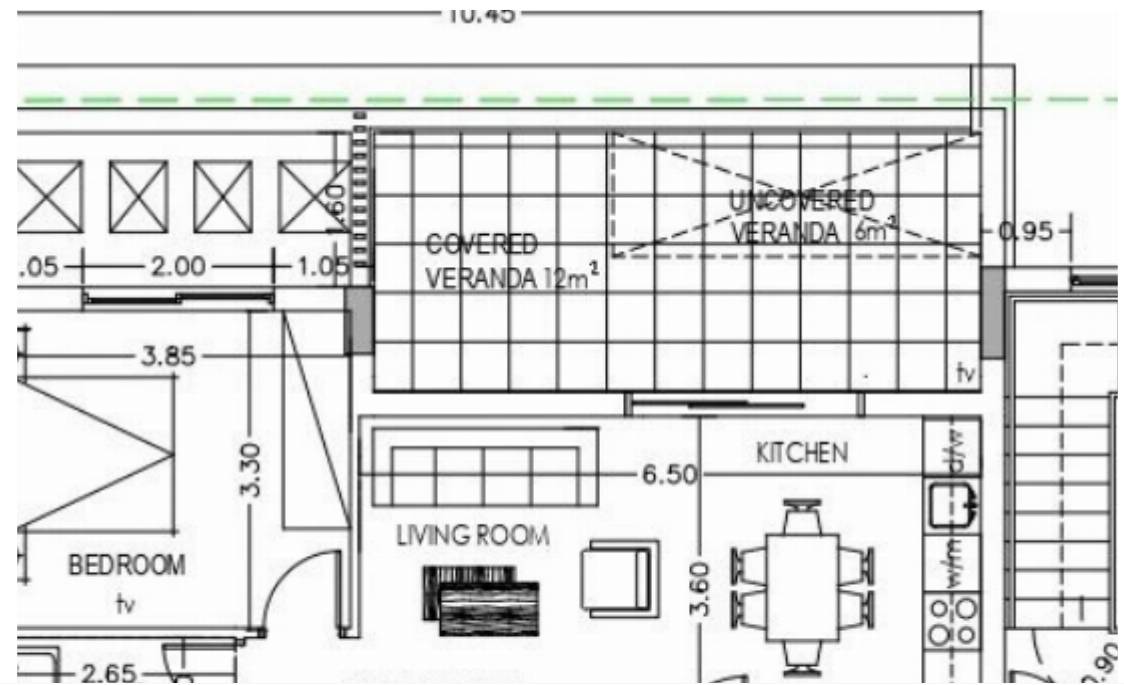 10.45
1.60
COVERED
VERANDA 12m²
UNCOVERED
VERANDA 6m²
0.95
.05
2.00
1.05
3.85
tv
3.30
KITCHEN
d/w
6.50
LIVING ROOM
BEDROOM
tv
3.60
w/m
2.65
0.90